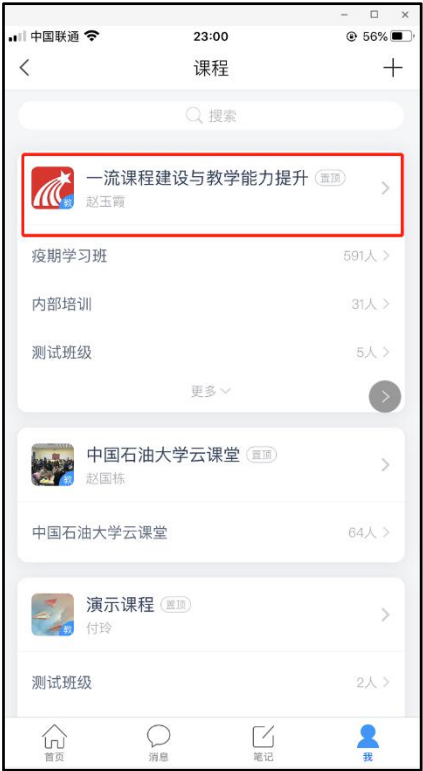 中国联通 23:00 56%
课程
搜索
一流课程建设与教学能力提升 置顶
教 赵玉霞
疫期学习班 591人
内部培训 31人
测试班级 5人
更多
中国石油大学云课堂 置顶
教 赵国栋
中国石油大学云课堂 64人
演示课程 置顶
教 付玲
测试班级 2人
首页 消息 笔记 我